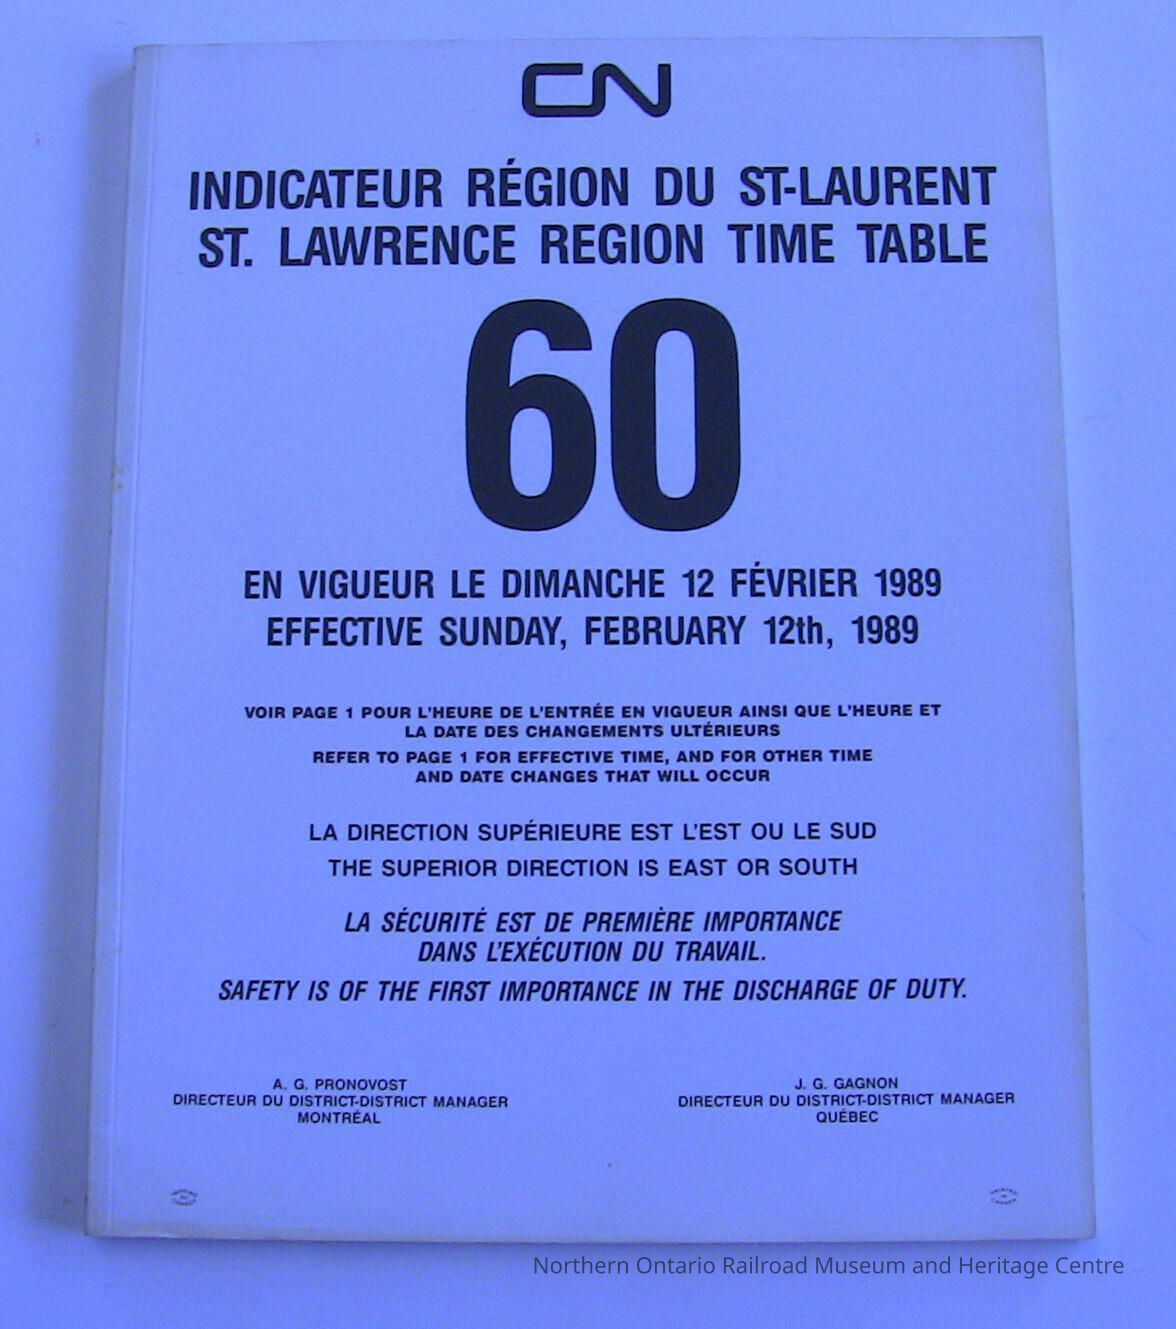 CN
INDICATEUR RÉGION DU ST-LAURENT
ST. LAWRENCE REGION TIME TABLE
60
EN VIGUEUR LE DIMANCHE 12 FÉVRIER 1989
EFFECTIVE SUNDAY, FEBRUARY 12th, 1989
VOIR PAGE 1 POUR L'HEURE DE L'ENTRÉE EN VIGUEUR AINSI QUE L'HEURE ET
LA DATE DES CHANGEMENTS ULTÉRIEURS
REFER TO PAGE 1 FOR EFFECTIVE TIME, AND FOR OTHER TIME
AND DATE CHANGES THAT WILL OCCUR
LA DIRECTION SUPÉRIEURE EST L'EST OU LE SUD
THE SUPERIOR DIRECTION IS EAST OR SOUTH
LA SÉCURITÉ EST DE PREMIÈRE IMPORTANCE
DANS L'EXÉCUTION DU TRAVAIL.
SAFETY IS OF THE FIRST IMPORTANCE IN THE DISCHARGE OF DUTY.
A. G. PRONOVOST
DIRECTEUR DU DISTRICT-DISTRICT MANAGER
MONTRÉAL
J. G. GAGNON
DIRECTEUR DU DISTRICT-DISTRICT MANAGER
QUÉBEC
Northern Ontario Railroad Museum and Heritage Centre